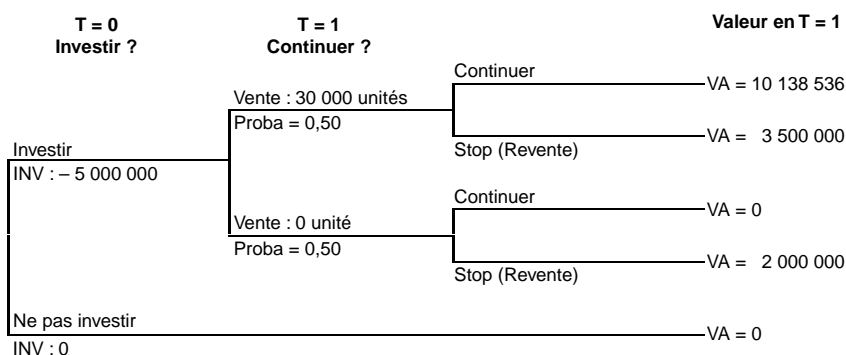 T = 0
Investir ?
T = 1
Continuer ?
Valeur en T = 1
Continuer
VA = 10 138 536
Vente : 30 000 unités
Proba = 0,50
VA = 3 500 000
Stop (Revente)
Investir
INV : – 5 000 000
Continuer
VA = 0
Vente : 0 unité
Proba = 0,50
VA = 2 000 000
Stop (Revente)
Ne pas investir
VA = 0
INV : 0